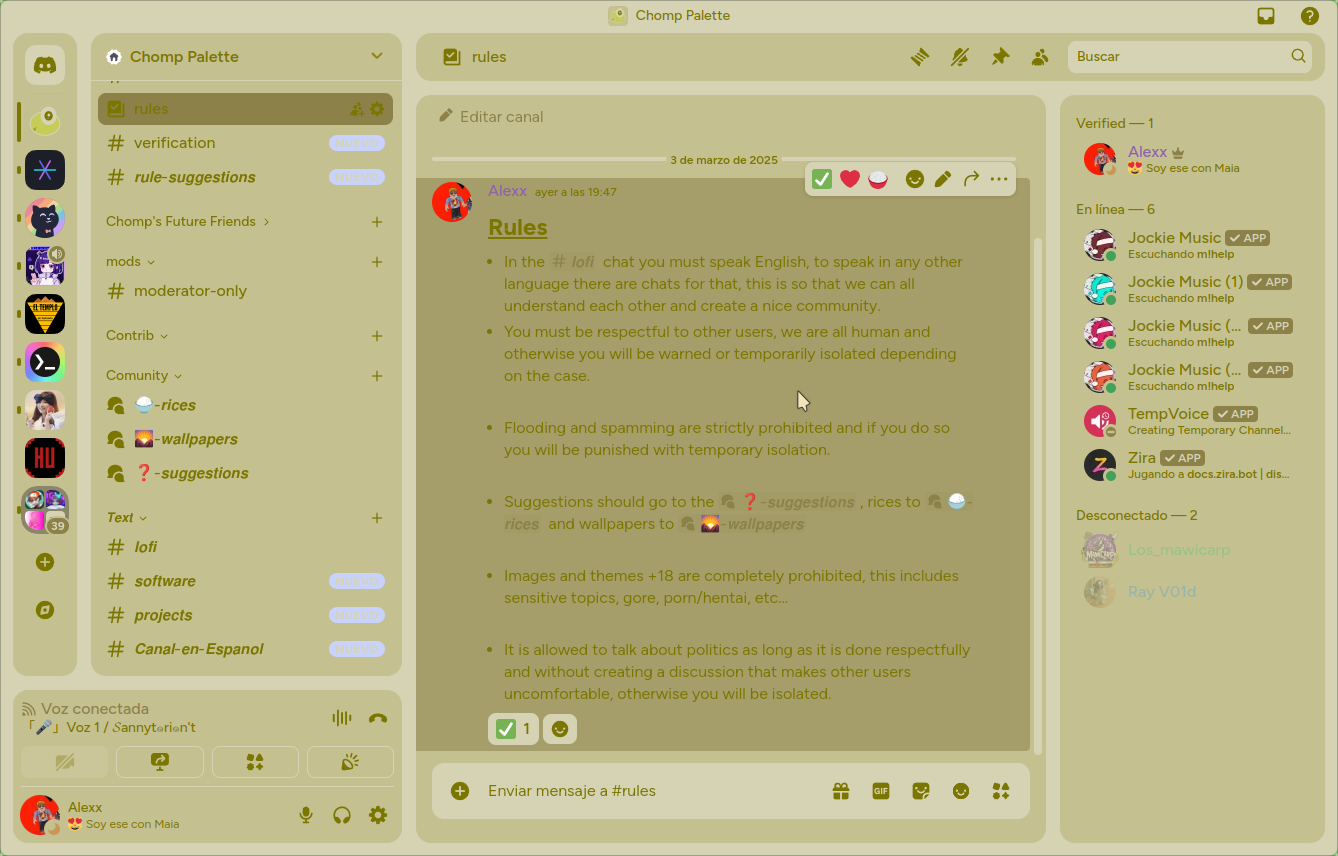 Chomp Palette
Chomp Palette
rules
verification
NUEVO
rule-suggestions
NUEVO
Chomp's Future Friends
mods
moderator-only
Contrib
Comunity
-rices
-wallpapers
-suggestions
Text
lofi
software
NUEVO
projects
NUEVO
Canal-en-Espanol
NUEVO
39
EL TEMPLO
HU
Voz conectada
「🎤」Voz 1 /
Alexx
😍 Soy ese con Maia
rules
Buscar
Editar canal
3 de marzo de 2025
Alexx ayer a las 19:47
Rules
• In the # lofi chat you must speak English, to speak in any other
language there are chats for that, this is so that we can all
understand each other and create a nice community.
• You must be respectful to other users, we are all human and
otherwise you will be warned or temporarily isolated depending
on the case.
• Flooding and spamming are strictly prohibited and if you do so
you will be punished with temporary isolation.
• Suggestions should go to the ❓-suggestions , rices to 🍚-
rices and wallpapers to 🌄-wallpapers
• Images and themes +18 are completely prohibited, this includes
sensitive topics, gore, porn/hentai, etc...
• It is allowed to talk about politics as long as it is done respectfully
and without creating a discussion that makes other users
uncomfortable, otherwise you will be isolated.
✅ 1
Enviar mensaje a #rules
GIF
Verified — 1
Alexx
😍 Soy ese con Maia
En línea — 6
Jockie Music ✓ APP
Escuchando m!help
Jockie Music (1) ✓ APP
Escuchando m!help
Jockie Music (... ✓ APP
Escuchando m!help
Jockie Music (... ✓ APP
Escuchando m!help
TempVoice ✓ APP
Creating Temporary Channel...
Zira ✓ APP
Jugando a docs.zira.bot | dis...
Desconectado — 2
Los_mawicarp
Ray V01d